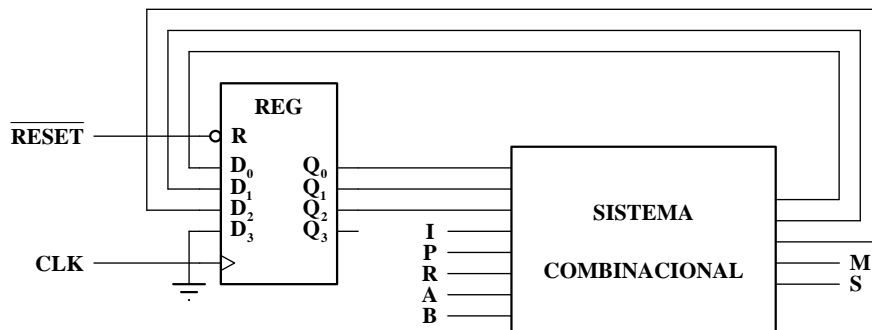 REG
RESET
R
D0 Q0
D1 Q1
D2 Q2
D3 Q3
CLK
I
P
R
A
B
SISTEMA
COMBINACIONAL
M
S